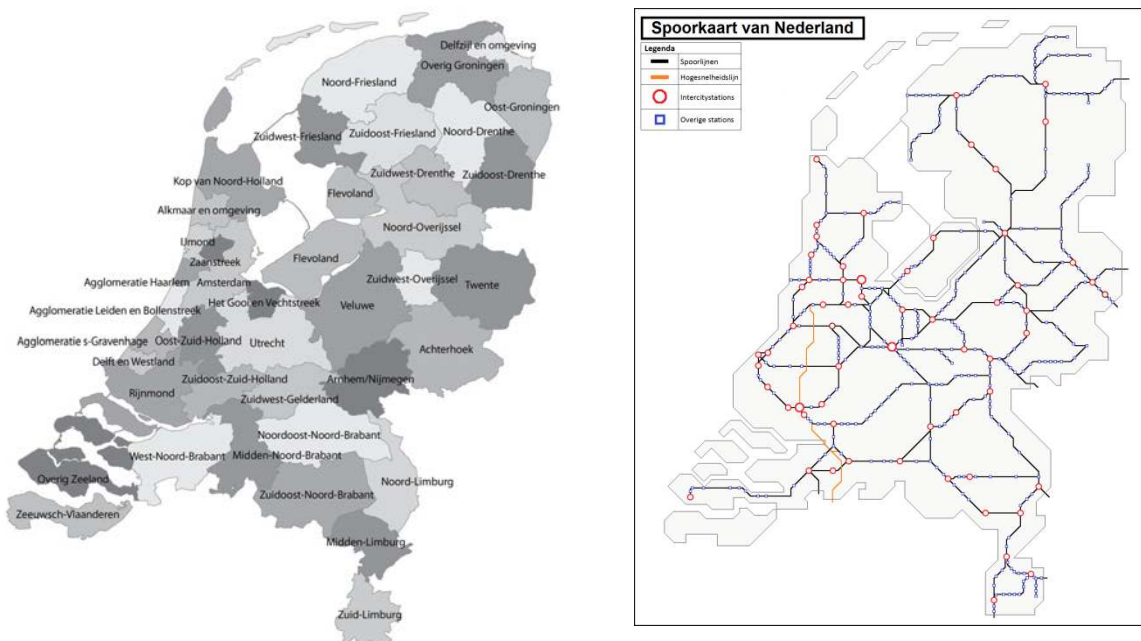 Delfzijl en omgeving
Overig Groningen
Noord-Friesland
Oost-Groningen
Zuidwest-Friesland
Zuidoost-Friesland
Noord-Drenthe
Kop van Noord-Holland
Zuidwest-Drenthe
Zuidoost-Drenthe
Flevoland
Alkmaar en omgeving
Noord-Overijssel
IJmond
Zaanstreek
Flevoland
Agglomeratie Haarlem
Amsterdam
Zuidwest-Overijssel
Twente
Het Gooi en Vechtstreek
Veluwe
Agglomeratie Leiden en Bollenstreek
Agglomeratie s-Gravenhage
Oost-Zuid-Holland
Utrecht
Achterhoek
Delft en Westland
Zuidoost-Zuid-Holland
Arnhem/Nijmegen
Rijnmond
Zuidwest-Gelderland
Noordoost-Noord-Brabant
West-Noord-Brabant
Midden-Noord-Brabant
Overig Zeeland
Noord-Limburg
Zuidoost-Noord-Brabant
Zeeuwsch-Vlaanderen
Midden-Limburg
Zuid-Limburg
Spoorkaart van Nederland
Legenda
Spoorlijnen
Hogesnelheidslijn
Intercitystations
Overige stations